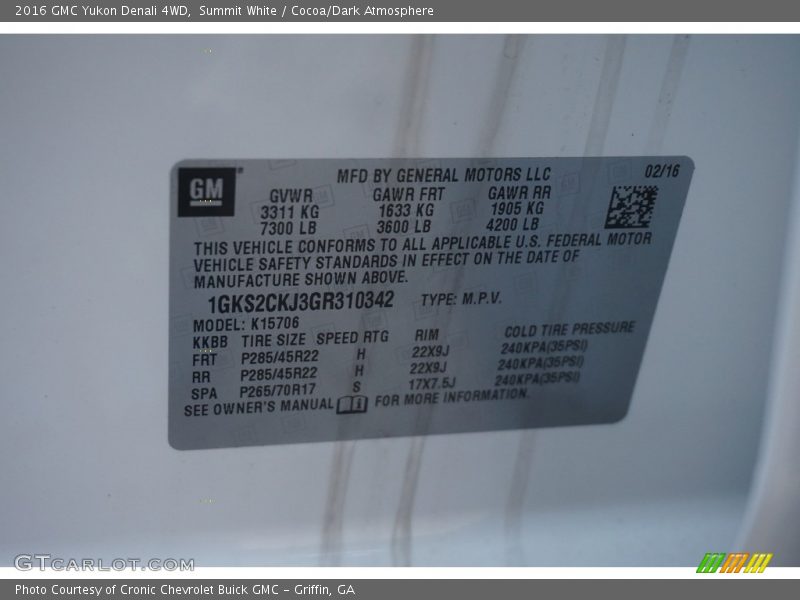 2016 GMC Yukon Denali 4WD, Summit White / Cocoa/Dark Atmosphere
GM
MFD BY GENERAL MOTORS LLC 02/16
GVWR GAWR FRT GAWR RR
3311 KG 1633 KG 1905 KG
7300 LB 3600 LB 4200 LB
THIS VEHICLE CONFORMS TO ALL APPLICABLE U.S. FEDERAL MOTOR
VEHICLE SAFETY STANDARDS IN EFFECT ON THE DATE OF
MANUFACTURE SHOWN ABOVE.
1GKS2CKJ3GR310342 TYPE: M.P.V.
MODEL: K15706
KKBB TIRE SIZE SPEED RTG RIM COLD TIRE PRESSURE
FRT P285/45R22 H 22X9J 240KPA(35PSI)
RR P285/45R22 H 22X9J 240KPA(35PSI)
SPA P265/70R17 S 17X7.5J 240KPA(35PSI)
SEE OWNER'S MANUAL FOR MORE INFORMATION.
GTCARLOT.COM
Photo Courtesy of Cronic Chevrolet Buick GMC - Griffin, GA